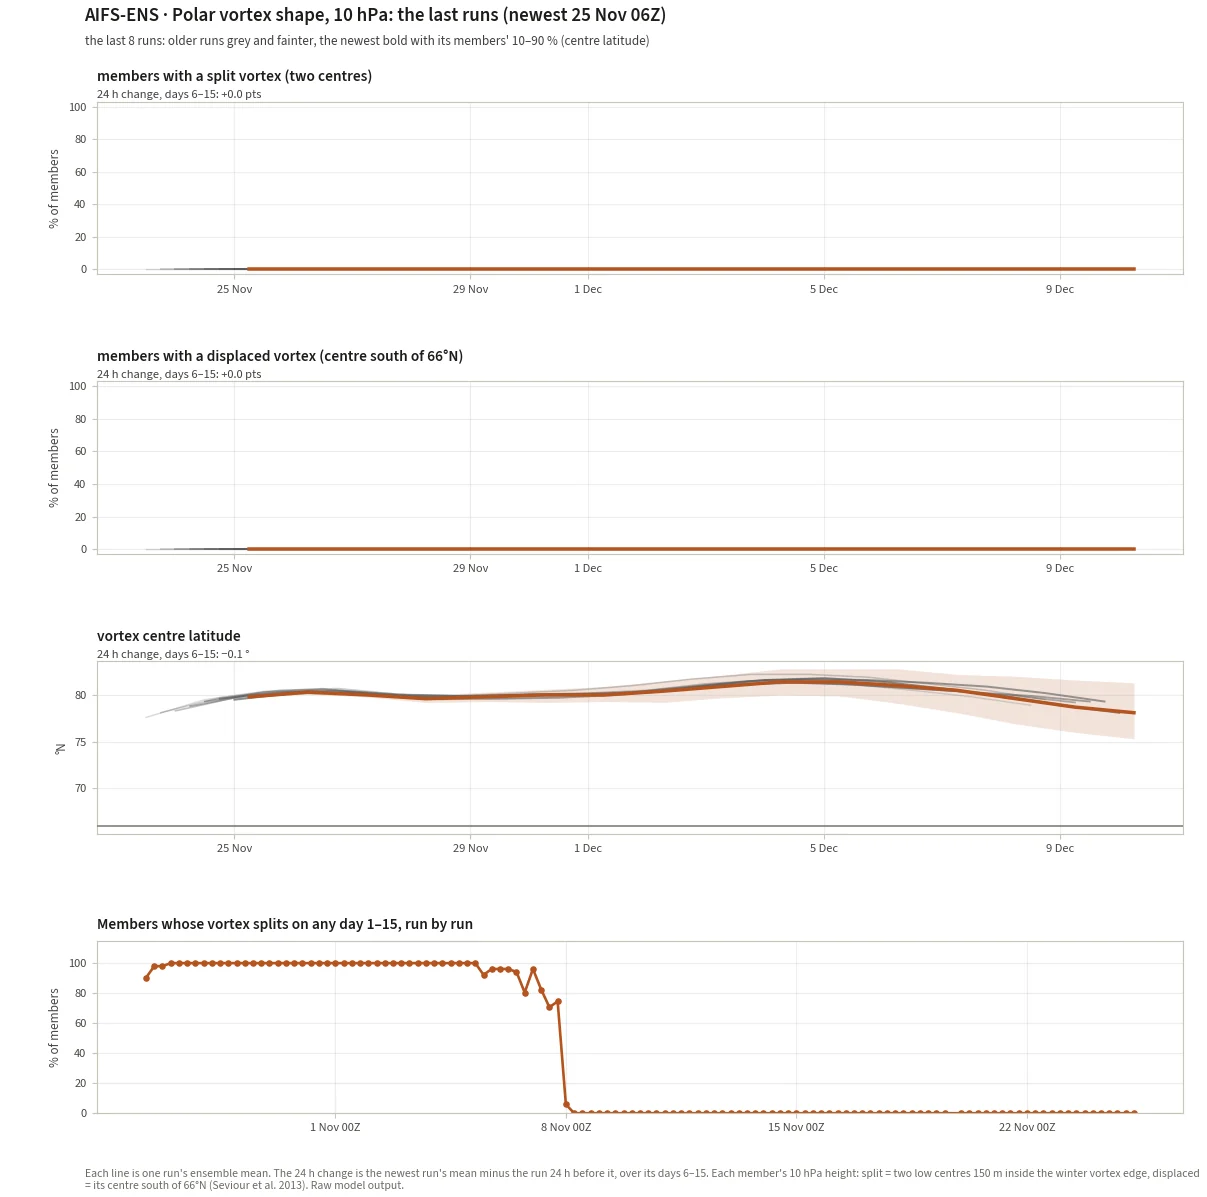 AIFS-ENS · Polar vortex shape, 10 hPa: the last runs (newest 25 Nov 06Z)
the last 8 runs: older runs grey and fainter, the newest bold with its members' 10–90 % (centre latitude)
members with a split vortex (two centres)
24 h change, days 6–15: +0.0 pts
100
80
60
40
20
0
% of members
25 Nov
29 Nov
1 Dec
5 Dec
9 Dec
members with a displaced vortex (centre south of 66°N)
24 h change, days 6–15: +0.0 pts
100
80
60
40
20
0
% of members
25 Nov
29 Nov
1 Dec
5 Dec
9 Dec
vortex centre latitude
24 h change, days 6–15: −0.1 °
80
75
70
°N
25 Nov
29 Nov
1 Dec
5 Dec
9 Dec
Members whose vortex splits on any day 1–15, run by run
100
80
60
40
20
0
% of members
1 Nov 00Z
8 Nov 00Z
15 Nov 00Z
22 Nov 00Z
Each line is one run's ensemble mean. The 24 h change is the newest run's mean minus the run 24 h before it, over its days 6–15. Each member's 10 hPa height: split = two low centres 150 m inside the winter vortex edge, displaced
= its centre south of 66°N (Seviour et al. 2013). Raw model output.